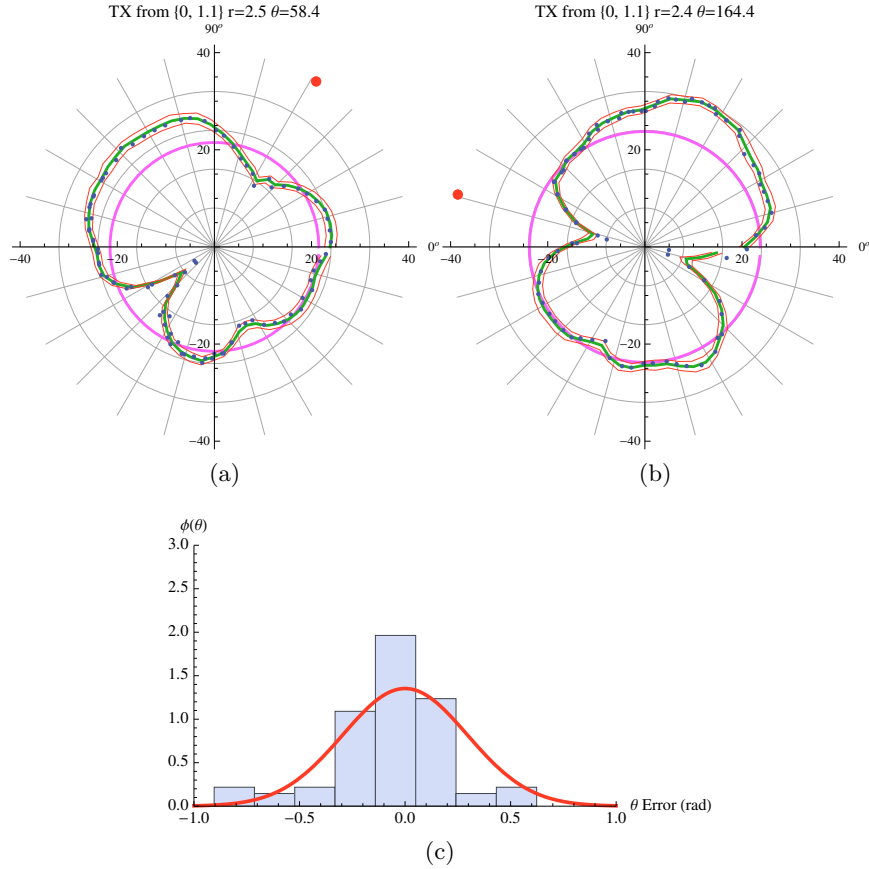 TX from {0, 1.1} r=2.5 θ=58.4
90°
40
20
−40 −20 20 40 0°
−20
−40
(a)
TX from {0, 1.1} r=2.4 θ=164.4
90°
40
20
−40 −20 20 40 0°
−20
−40
(b)
ϕ(θ)
3.0
2.5
2.0
1.5
1.0
0.5
0.0
−1.0 −0.5 0.0 0.5 1.0
θ Error (rad)
(c)